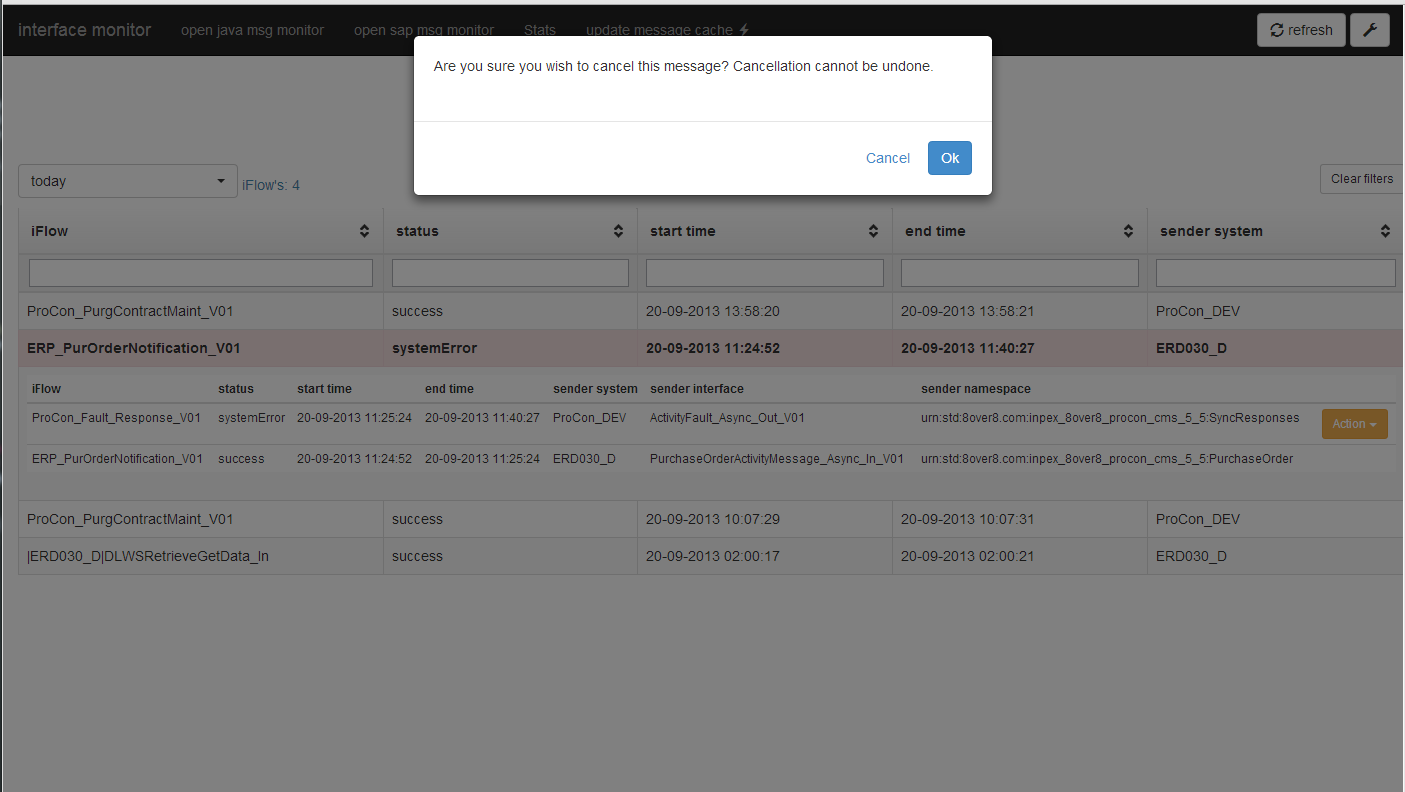 interface monitor open java msg monitor open sap msg monitor Stats update message cache refresh
Are you sure you wish to cancel this message? Cancellation cannot be undone.
Cancel Ok
today iFlow's: 4 Clear filters
iFlow status start time end time sender system
ProCon_PurgContractMaint_V01 success 20-09-2013 13:58:20 20-09-2013 13:58:21 ProCon_DEV
ERP_PurOrderNotification_V01 systemError 20-09-2013 11:24:52 20-09-2013 11:40:27 ERD030_D
iFlow status start time end time sender system sender interface sender namespace
ProCon_Fault_Response_V01 systemError 20-09-2013 11:25:24 20-09-2013 11:40:27 ProCon_DEV ActivityFault_Async_Out_V01 urn:std:8over8.com:inpex_8over8_procon_cms_5_5:SyncResponses Action
ERP_PurOrderNotification_V01 success 20-09-2013 11:24:52 20-09-2013 11:25:24 ERD030_D PurchaseOrderActivityMessage_Async_In_V01 urn:std:8over8.com:inpex_8over8_procon_cms_5_5:PurchaseOrder
ProCon_PurgContractMaint_V01 success 20-09-2013 10:07:29 20-09-2013 10:07:31 ProCon_DEV
|ERD030_D|DLWSRetrieveGetData_In success 20-09-2013 02:00:17 20-09-2013 02:00:21 ERD030_D